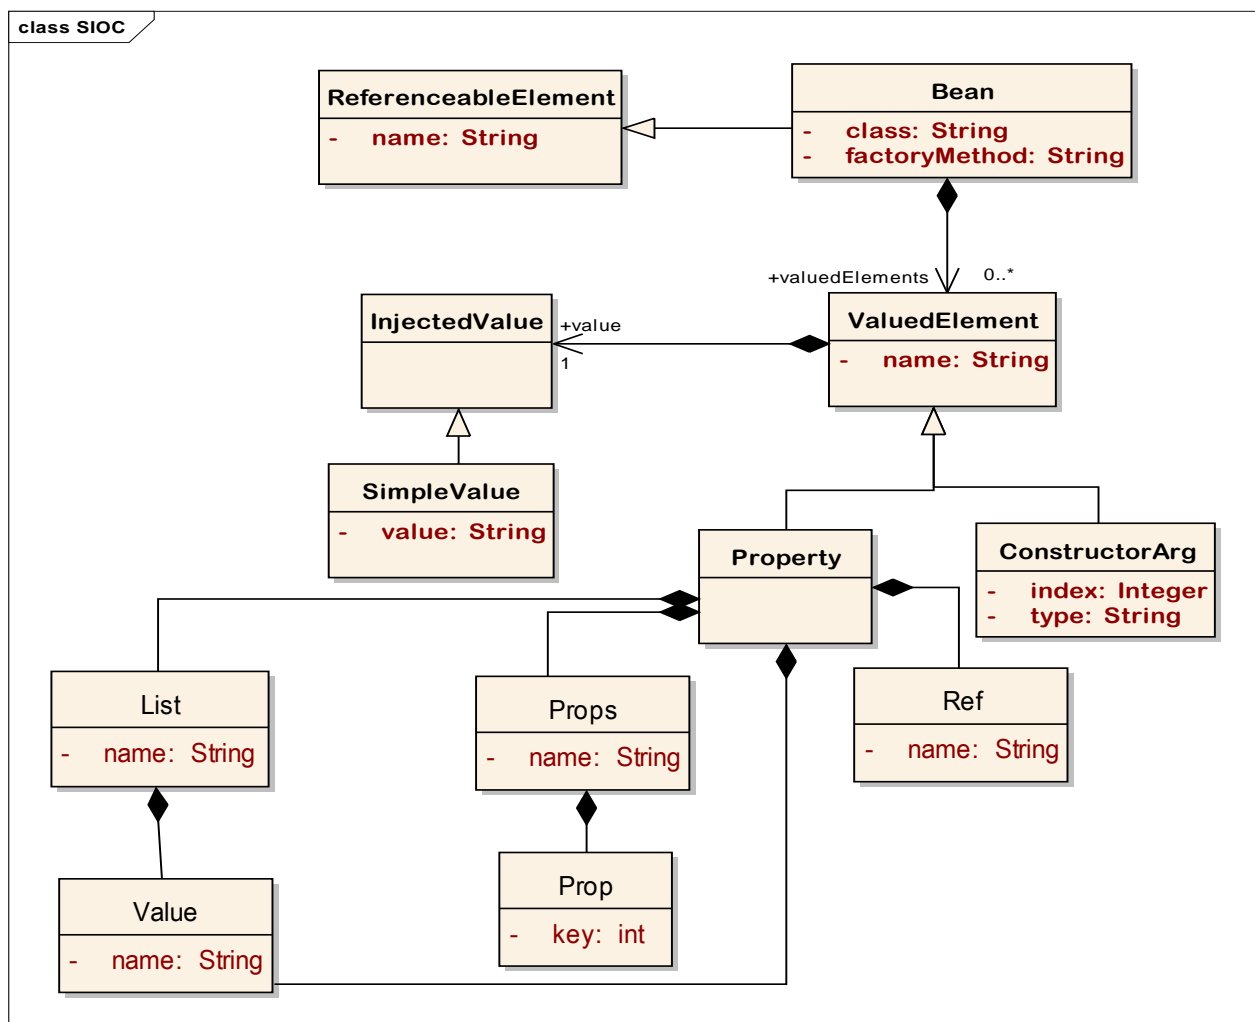 class SIOC
ReferenceableElement
- name: String
Bean
- class: String
- factoryMethod: String
+valuedElements 0..*
InjectedValue
+value
1
ValuedElement
- name: String
SimpleValue
- value: String
Property
ConstructorArg
- index: Integer
- type: String
List
- name: String
Props
- name: String
Ref
- name: String
Value
- name: String
Prop
- key: int